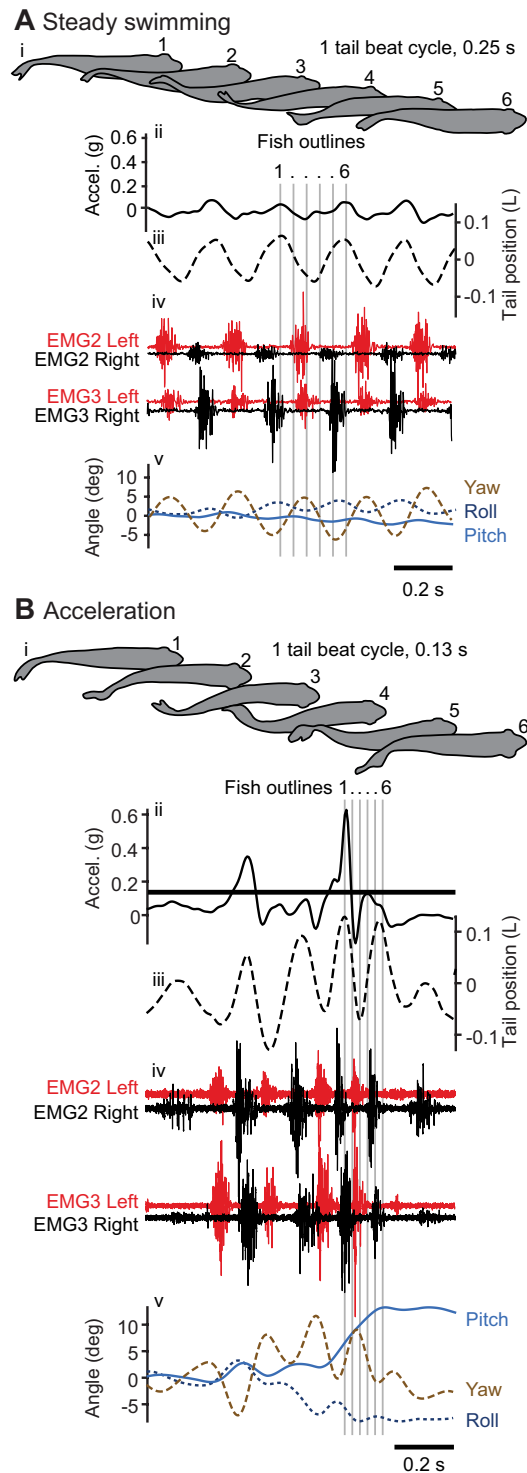 A Steady swimming
i 1 2 3 4 5 6
1 tail beat cycle, 0.25 s
ii
Fish outlines
1 . . . . 6
Accel. (g)
0.6
0.4
0.2
0
iii
Tail position (L)
0.1
0
-0.1
iv
EMG2 Left
EMG2 Right
EMG3 Left
EMG3 Right
v
Angle (deg)
10
5
0
-5
Yaw
Roll
Pitch
0.2 s
B Acceleration
i 1 2 3 4 5 6
1 tail beat cycle, 0.13 s
Fish outlines 1 . . . . 6
ii
Accel. (g)
0.6
0.4
0.2
0
iii
Tail position (L)
0.1
0
-0.1
iv
EMG2 Left
EMG2 Right
EMG3 Left
EMG3 Right
v
Angle (deg)
10
5
0
-5
Pitch
Yaw
Roll
0.2 s